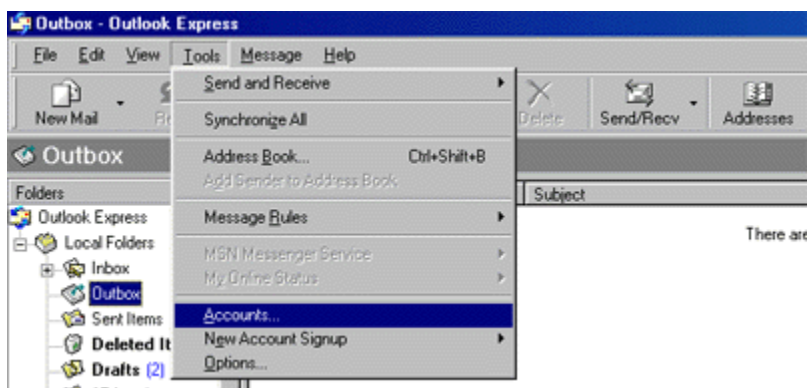 Outbox - Outlook Express
File Edit View Tools Message Help
New Mail Delete Send/Recv Addresses
Send and Receive
Synchronize All
Address Book... Ctrl+Shift+B
Add Sender to Address Book
Message Rules
MSN Messenger Service
My Online Status
Accounts...
New Account Signup
Options...
Outbox
Folders
Outlook Express
Local Folders
Inbox
Outbox
Sent Items
Deleted It
Drafts (2)
Subject
There are